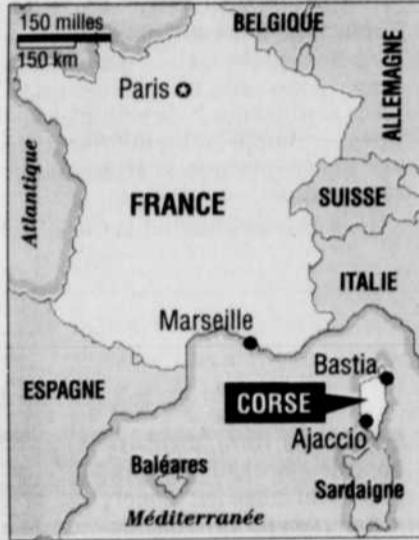 150 milles
150 km
BELGIQUE
ALLEMAGNE
Paris
Atlantique
FRANCE
SUISSE
ITALIE
Marseille
Bastia
ESPAGNE
CORSE
Ajaccio
Baléares
Sardaigne
Méditerranée